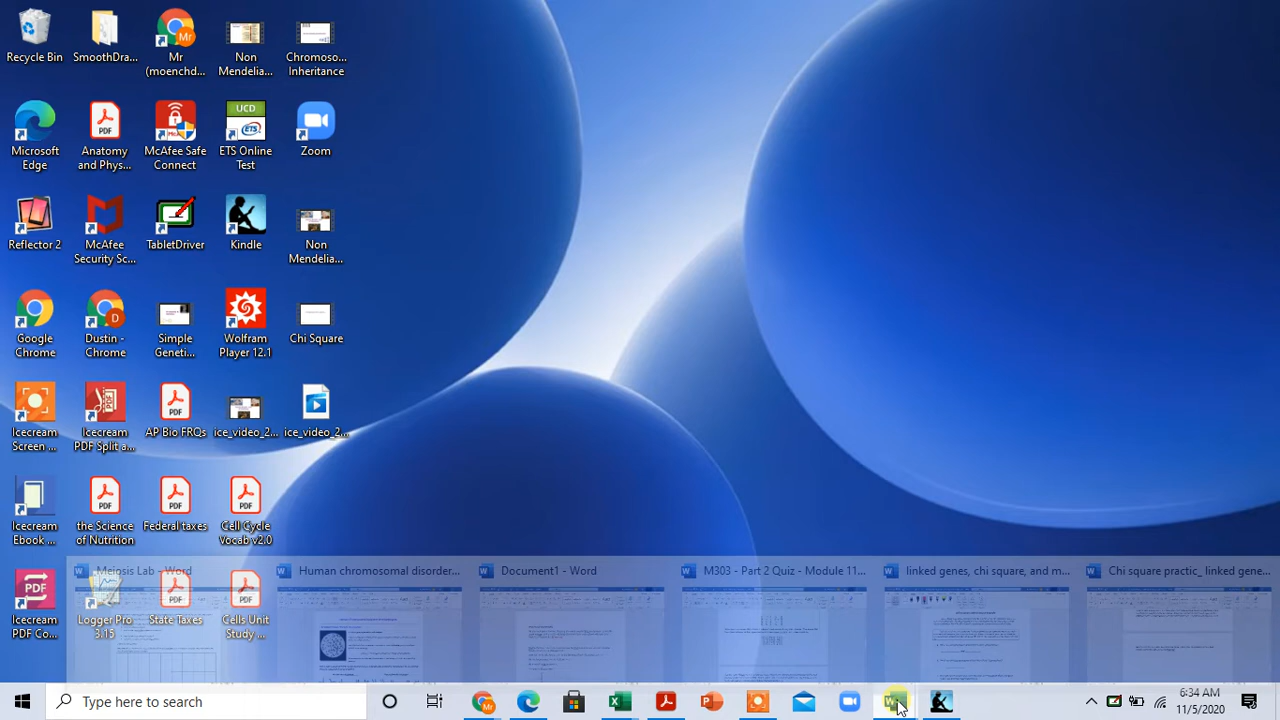 Recycle Bin
SmoothDra...
Mr
(moenchd...
Non
Mendelia...
Chromoso...
Inheritance
Microsoft
Edge
Anatomy
and Phys...
McAfee Safe
Connect
UCD
ETS
ETS Online
Test
Zoom
Reflector 2
McAfee
Security Sc...
TabletDriver
Kindle
Non
Mendelia...
Google
Chrome
Dustin -
Chrome
Simple
Geneti...
Wolfram
Player 12.1
Chi Square
Icecream
Screen ...
Icecream
PDF Split a...
AP Bio FRQs
ice_video_2...
ice_video_2...
Icecream
Ebook ...
the Science
of Nutrition
Federal taxes
Cell Cycle
Vocab v2.0
Icecream
PDF Co...
Logger Pro
3.15
State Taxes
Cells Unit
Study ...
Meiosis Lab - Word
Human chromosomal disorder...
Document1 - Word
M303 - Part 2 Quiz - Module 11...
linked genes, chi square, and m...
Chi square practic_ linked gene...
Type here to search
6:34 AM
11/5/2020